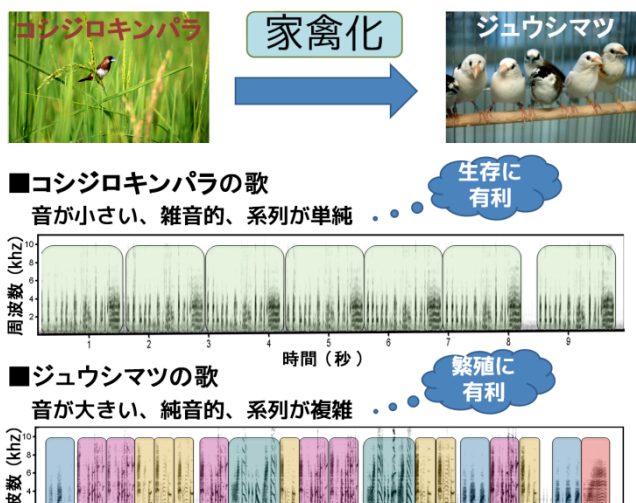 コシジロキンパラ
家禽化
ジュウシマツ
■コシジロキンパラの歌
生存に
有利
音が小さい、雑音的、系列が単純
周波数 (khz)
10
8
6
4
2
1 2 3 4 5 6 7 8 9
時間 (秒)
■ジュウシマツの歌
繁殖に
有利
音が大きい、純音的、系列が複雑
波数 (khz)
10
8
6
4